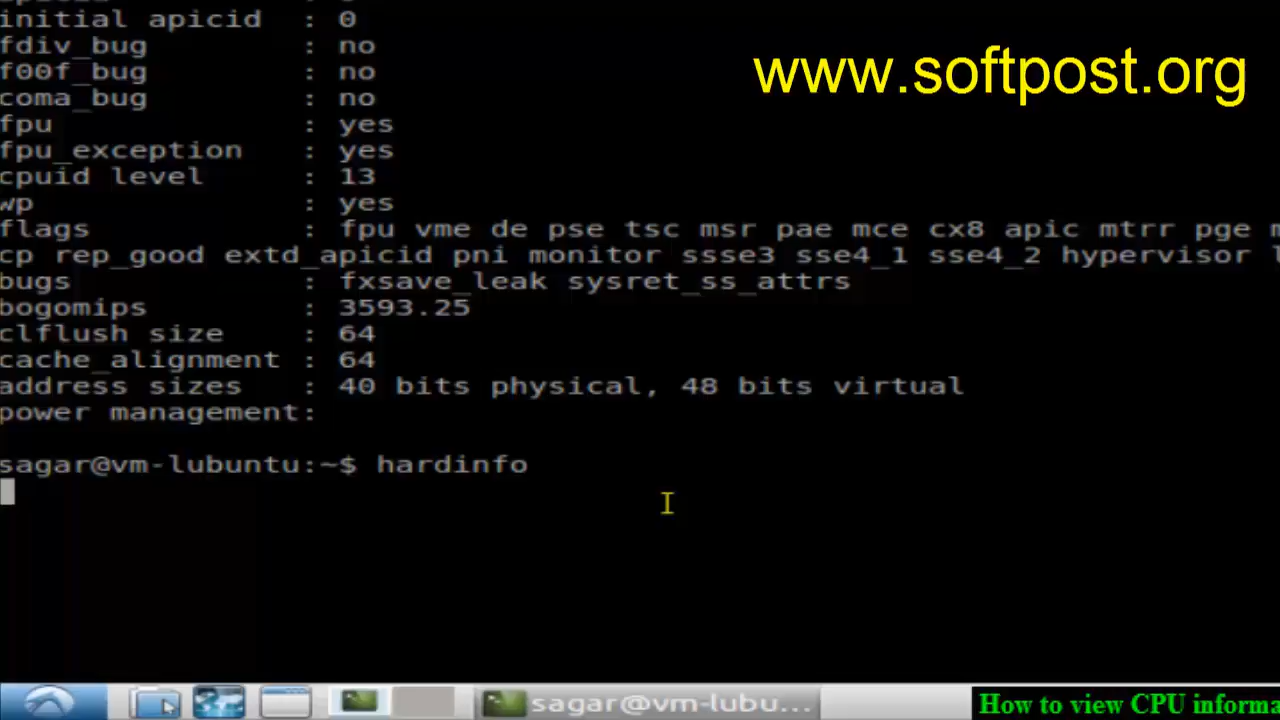 initial apicid : 0
www.softpost.org
fdiv_bug : no
f00f_bug : no
coma_bug : no
fpu : yes
fpu_exception : yes
cpuid level : 13
wp : yes
flags : fpu vme de pse tsc msr pae mce cx8 apic mtrr pge
cp rep_good extd_apicid pni monitor ssse3 sse4_1 sse4_2 hypervisor
bugs : fxsave_leak sysret_ss_attrs
bogomips : 3593.25
clflush size : 64
cache_alignment : 64
address sizes : 40 bits physical, 48 bits virtual
power management:
sagar@vm-lubuntu:~$ hardinfo
sagar@vm-lubu...
How to view CPU informa